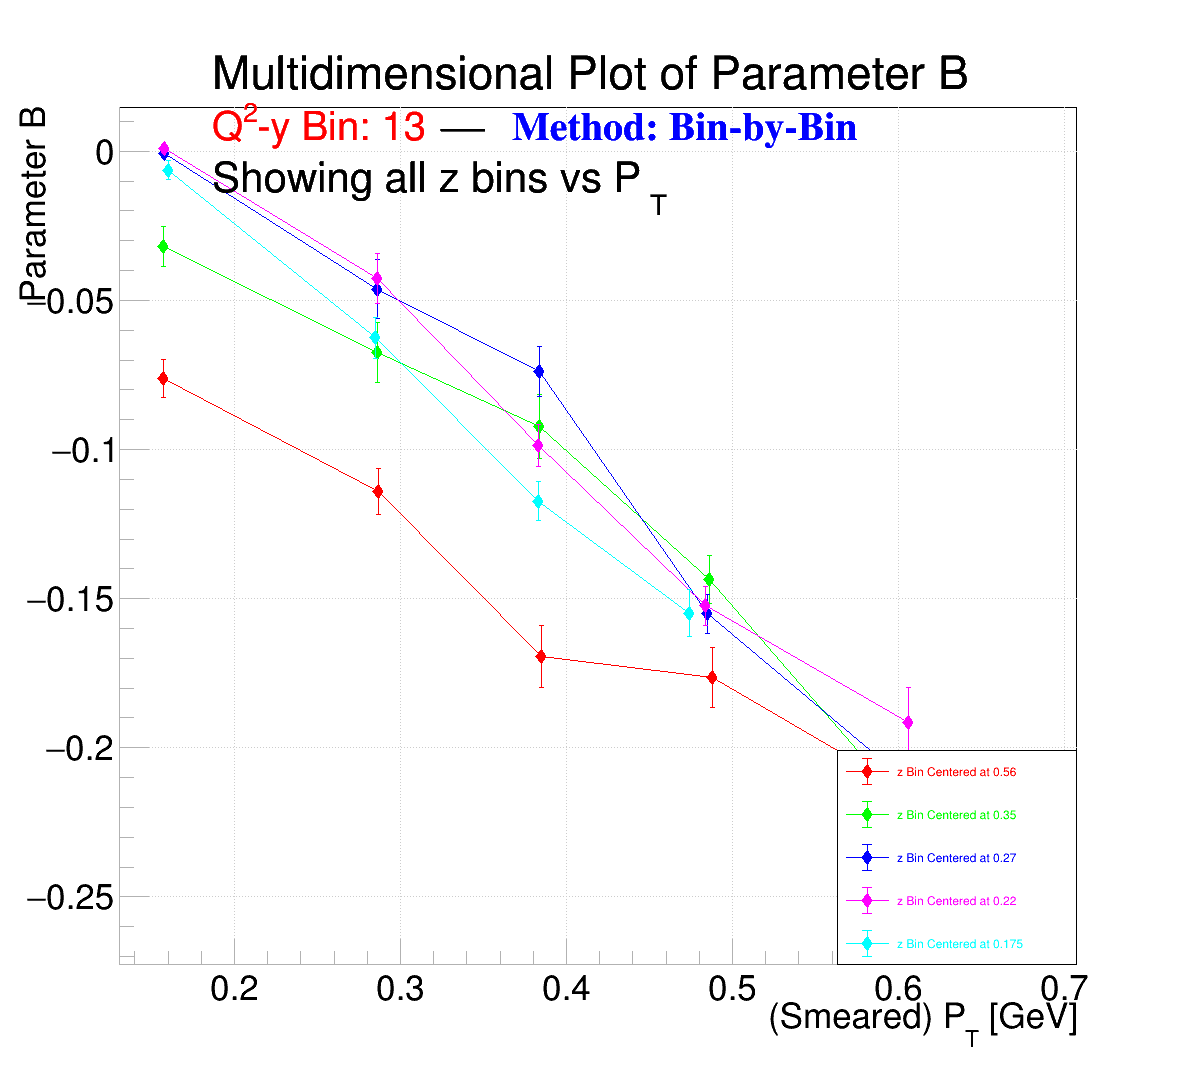 Multidimensional Plot of Parameter B
Q²-y Bin: 13 — Method: Bin-by-Bin
Showing all z bins vs P_T
Parameter B
0
−0.05
−0.1
−0.15
−0.2
−0.25
z Bin Centered at 0.56
z Bin Centered at 0.35
z Bin Centered at 0.27
z Bin Centered at 0.22
z Bin Centered at 0.175
0.2 0.3 0.4 0.5 0.6 0.7
(Smeared) P_T [GeV]